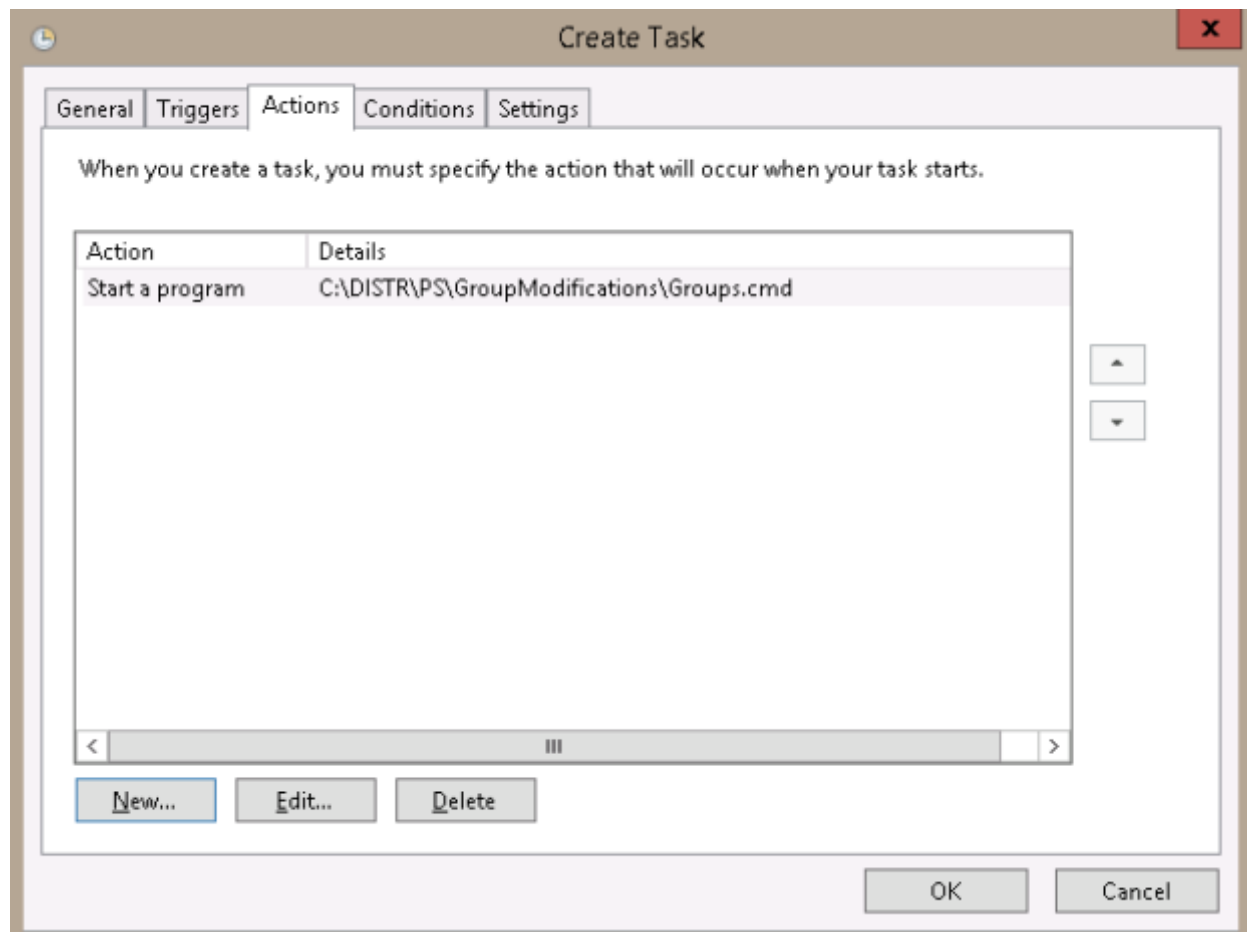 Create Task
General Triggers Actions Conditions Settings
When you create a task, you must specify the action that will occur when your task starts.
Action Details
Start a program C:\DISTR\PS\GroupModifications\Groups.cmd
New... Edit... Delete
OK Cancel